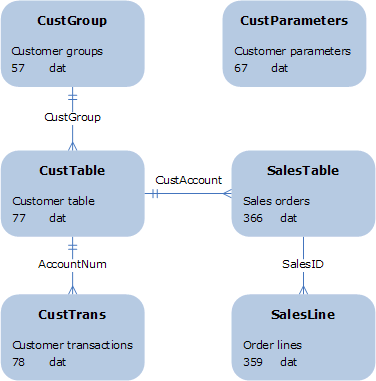 CustGroup
Customer groups
57 dat
CustParameters
Customer parameters
67 dat
CustGroup
CustTable
Customer table
77 dat
CustAccount
SalesTable
Sales orders
366 dat
AccountNum
SalesID
CustTrans
Customer transactions
78 dat
SalesLine
Order lines
359 dat